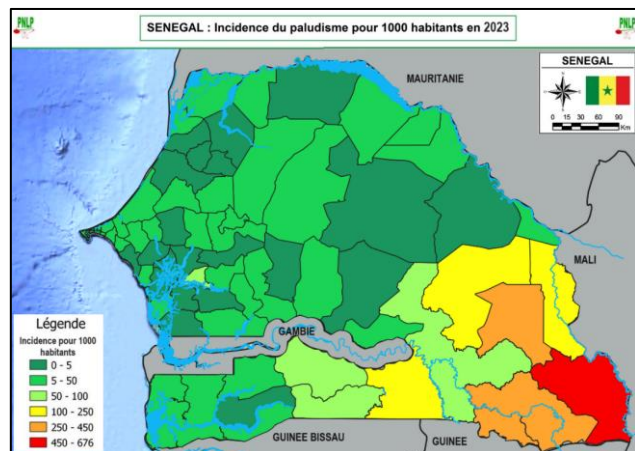 PNLP
SENEGAL : Incidence du paludisme pour 1000 habitants en 2023
PNLP
MAURITANIE
SENEGAL
0 15 30 60 90
Km
MALI
GAMBIE
GUINEE BISSAU
GUINEE
Légende
Incidence pour 1000
habitants
0 - 5
5 - 50
50 - 100
100 - 250
250 - 450
450 - 676